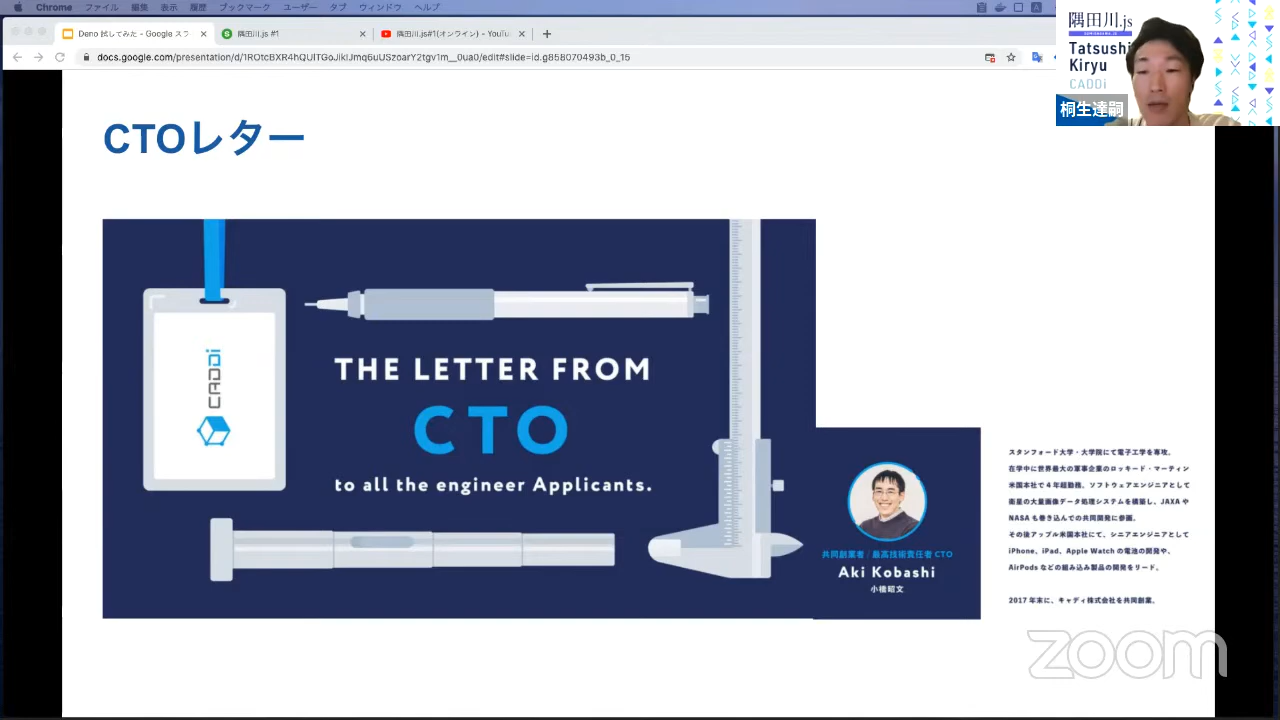 Chrome ファイル 編集 表示 履歴 ブックマーク ユーザー タブ ウィンドウ ヘルプ
Deno 試してみた - Google スラ
隅田川.js #1
docs.google.com/presentation/d/1ROteBXRdhQUITGbX
edit#slide=id.g858070493b_0_15
CTOレター
CADDi
THE LETTER FROM
CTO
to all the engineer Applicants.
共同創業者 / 最高技術責任者 CTO
Aki Kobashi
小橋昭文
スタンフォード大学・大学院にて電子工学を専攻。
在学中に世界最大の軍事企業のロッキード・マーティン
米国本社で 4 年超勤務。ソフトウェアエンジニアとして
衛星の大量画像データ処理システムを構築し、JAXA や
NASA も巻き込んでの共同開発に参画。
その後アップル米国本社にて、シニアエンジニアとして
iPhone、iPad、Apple Watch の電池の開発や、
AirPods などの組み込み製品の開発をリード。
2017 年末に、キャディ株式会社を共同創業。
隅田川.js
Tatsushi
Kiryu
CADDi
桐生達嗣
zoom